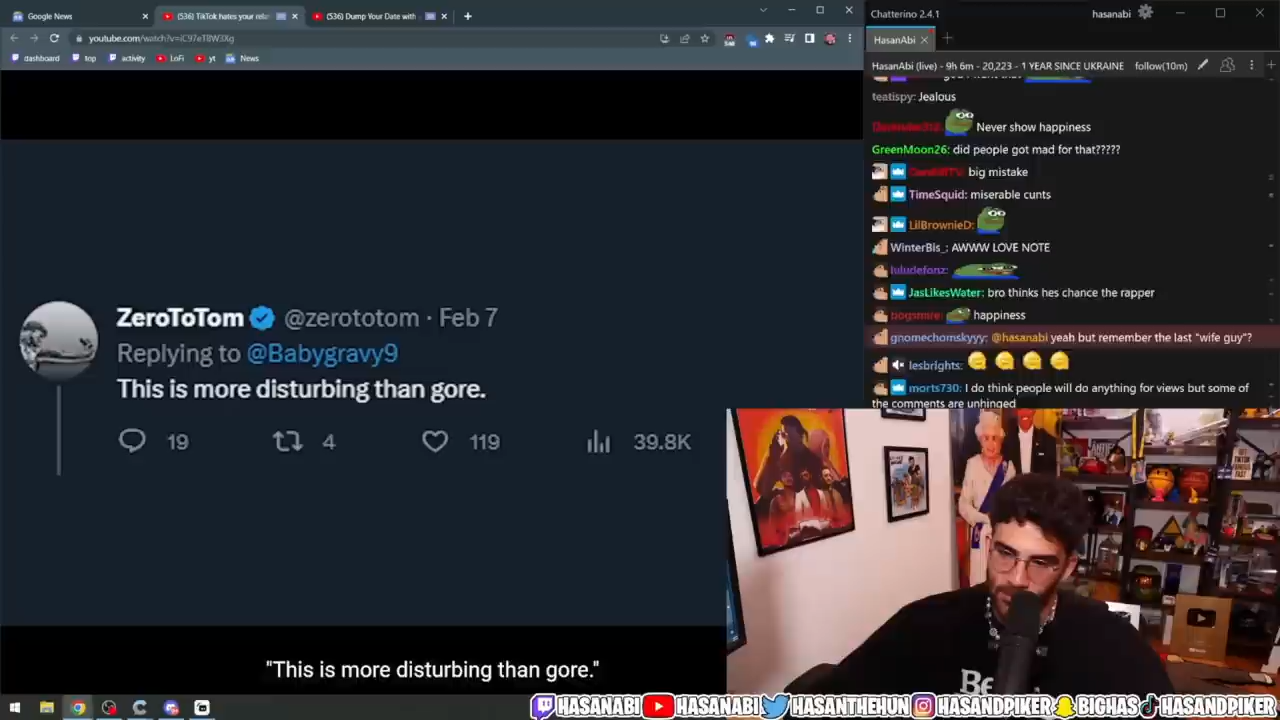 Google News
(536) TikTok hates your rela
(536) Dump Your Date with
youtube.com/watch?v=iC97eT8W3Xg
dashboard
top
activity
LoFi
yt
News
Chatterino 2.4.1
hasanabi
HasanAbi
HasanAbi (live) - 9h 6m - 20,223 - 1 YEAR SINCE UKRAINE
follow(10m)
teatispy: Jealous
Never show happiness
GreenMoon26: did people got mad for that?????
big mistake
TimeSquid: miserable cunts
LilBrownieD:
WinterBis_: AWWW LOVE NOTE
luludefonz:
JasLikesWater: bro thinks hes chance the rapper
bogsmire: happiness
gnomechomskyyy: @hasanabi yeah but remember the last "wife guy"?
lesbrights:
morts730: I do think people will do anything for views but some of
the comments are unhinged
ZeroToTom @zerototom · Feb 7
Replying to @Babygravy9
This is more disturbing than gore.
19 4 119 39.8K
"This is more disturbing than gore."
HASANABI HASANABI HASANTHEHUN HASANDPIKER BIGHAS HASANDPIKER